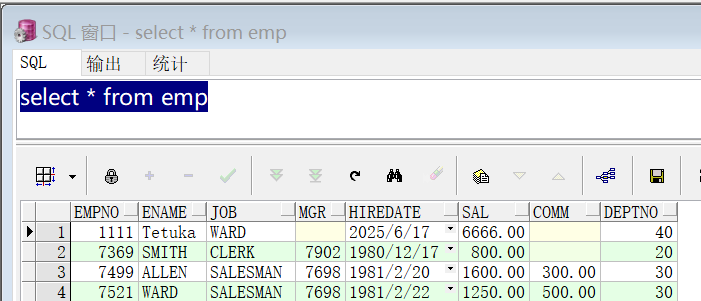 SQL 窗口 - select * from emp
SQL 输出 统计
select * from emp
EMPNO ENAME JOB MGR HIREDATE SAL COMM DEPTNO
1 1111 Tetuka WARD 2025/6/17 6666.00 40
2 7369 SMITH CLERK 7902 1980/12/17 800.00 20
3 7499 ALLEN SALESMAN 7698 1981/2/20 1600.00 300.00 30
4 7521 WARD SALESMAN 7698 1981/2/22 1250.00 500.00 30